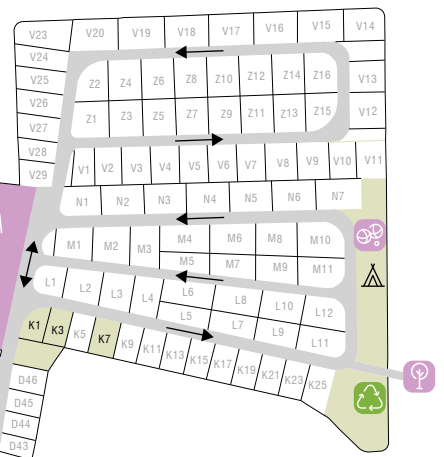 V23 V20 V19 V18 V17 V16 V15 V14
V24
V25 Z2 Z4 Z6 Z8 Z10 Z12 Z14 Z16 V13
V26
V27 Z1 Z3 Z5 Z7 Z9 Z11 Z13 Z15 V12
V28
V29 V1 V2 V3 V4 V5 V6 V7 V8 V9 V10 V11
N1 N2 N3 N4 N5 N6 N7
M1 M2 M3 M4 M6 M8 M10
M5 M7 M9 M11
L1 L2 L3 L4 L6 L8 L10 L12
L5 L7 L9 L11
K1 K3 K5 K7 K9 K11 K13 K15 K17 K19 K21 K23 K25
D46
D45
D44
D43